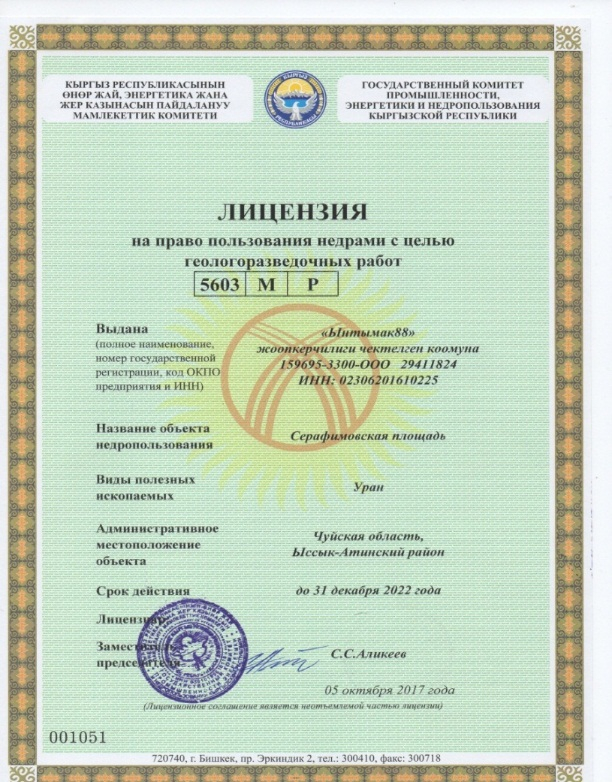 КЫРГЫЗ РЕСПУБЛИКАСЫНЫН
ӨНӨР ЖАЙ, ЭНЕРГЕТИКА ЖАНА
ЖЕР КАЗЫНАСЫН ПАЙДАЛАНУУ
МАМЛЕКЕТТИК КОМИТЕТИ
ГОСУДАРСТВЕННЫЙ КОМИТЕТ
ПРОМЫШЛЕННОСТИ,
ЭНЕРГЕТИКИ И НЕДРОПОЛЬЗОВАНИЯ
КЫРГЫЗСКОЙ РЕСПУБЛИКИ
ЛИЦЕНЗИЯ
на право пользования недрами с целью
геологоразведочных работ
5603 М Р
Выдана
(полное наименование,
номер государственной
регистрации, код ОКПО
предприятия и ИНН)
«Ынтымак88»
жоопкерчилиги чектелген коомуна
159695-3300-ООО 29411824
ИНН: 02306201610225
Название объекта
недропользования
Серафимовская площадь
Виды полезных
ископаемых
Уран
Административное
местоположение
объекта
Чуйская область,
Ыссык-Атинский район
Срок действия
до 31 декабря 2022 года
Лицензиар:
Заместитель
председателя
С.С.Аликеев
05 октября 2017 года
(Лицензионное соглашение является неотъемлемой частью лицензии)
001051
720740, г. Бишкек, пр. Эркиндик 2, тел.: 300410, факс: 300718